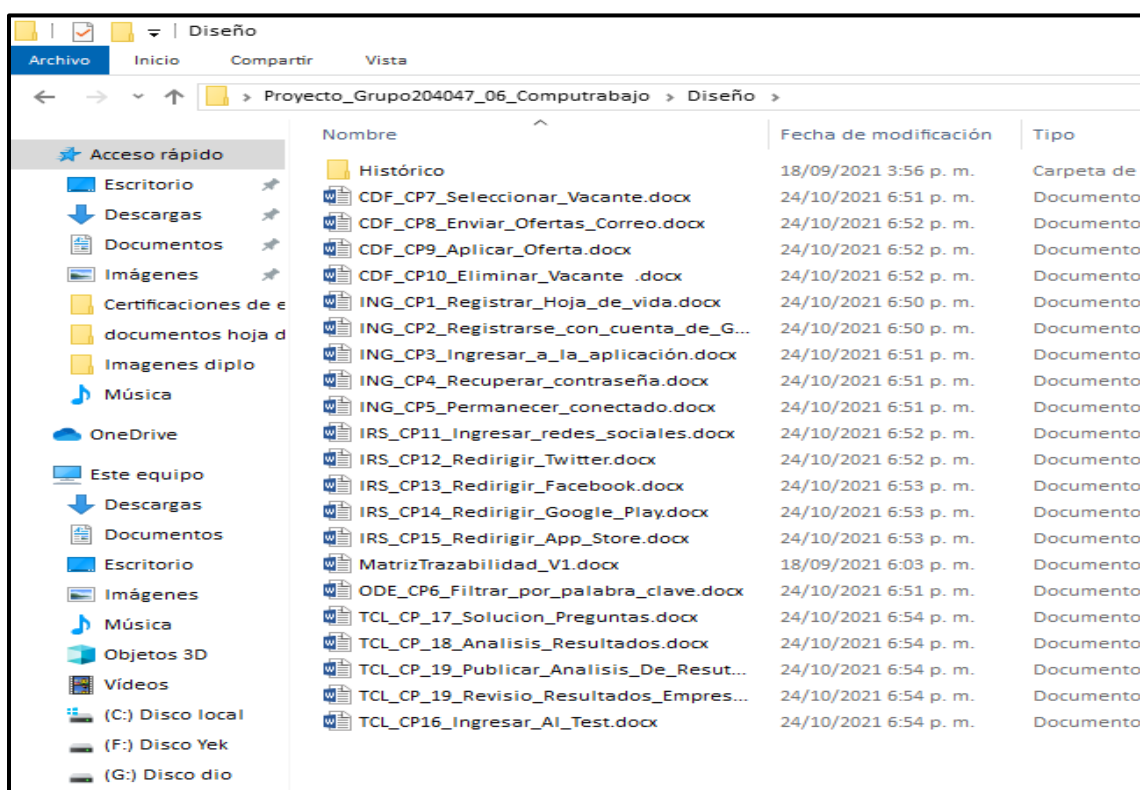 Diseño
Archivo Inicio Compartir Vista
Proyecto_Grupo204047_06_Computrabajo > Diseño >
Nombre Fecha de modificación Tipo
Acceso rápido
Escritorio
Descargas
Documentos
Imágenes
Certificaciones de e
documentos hoja d
Imagenes diplo
Música
OneDrive
Este equipo
Descargas
Documentos
Escritorio
Imágenes
Música
Objetos 3D
Vídeos
(C:) Disco local
(F:) Disco Yek
(G:) Disco dio
Histórico 18/09/2021 3:56 p. m. Carpeta de
CDF_CP7_Seleccionar_Vacante.docx 24/10/2021 6:51 p. m. Documento
CDF_CP8_Enviar_Ofertas_Correo.docx 24/10/2021 6:52 p. m. Documento
CDF_CP9_Aplicar_Oferta.docx 24/10/2021 6:52 p. m. Documento
CDF_CP10_Eliminar_Vacante .docx 24/10/2021 6:52 p. m. Documento
ING_CP1_Registrar_Hoja_de_vida.docx 24/10/2021 6:50 p. m. Documento
ING_CP2_Registrarse_con_cuenta_de_G... 24/10/2021 6:50 p. m. Documento
ING_CP3_Ingresar_a_la_aplicación.docx 24/10/2021 6:51 p. m. Documento
ING_CP4_Recuperar_contraseña.docx 24/10/2021 6:51 p. m. Documento
ING_CP5_Permanecer_conectado.docx 24/10/2021 6:51 p. m. Documento
IRS_CP11_Ingresar_redes_sociales.docx 24/10/2021 6:52 p. m. Documento
IRS_CP12_Redirigir_Twitter.docx 24/10/2021 6:52 p. m. Documento
IRS_CP13_Redirigir_Facebook.docx 24/10/2021 6:53 p. m. Documento
IRS_CP14_Redirigir_Google_Play.docx 24/10/2021 6:53 p. m. Documento
IRS_CP15_Redirigir_App_Store.docx 24/10/2021 6:53 p. m. Documento
MatrizTrazabilidad_V1.docx 18/09/2021 6:03 p. m. Documento
ODE_CP6_Filtrar_por_palabra_clave.docx 24/10/2021 6:51 p. m. Documento
TCL_CP_17_Solucion_Preguntas.docx 24/10/2021 6:54 p. m. Documento
TCL_CP_18_Analisis_Resultados.docx 24/10/2021 6:54 p. m. Documento
TCL_CP_19_Publicar_Analisis_De_Resut... 24/10/2021 6:54 p. m. Documento
TCL_CP_19_Revisio_Resultados_Empres... 24/10/2021 6:54 p. m. Documento
TCL_CP16_Ingresar_Al_Test.docx 24/10/2021 6:54 p. m. Documento